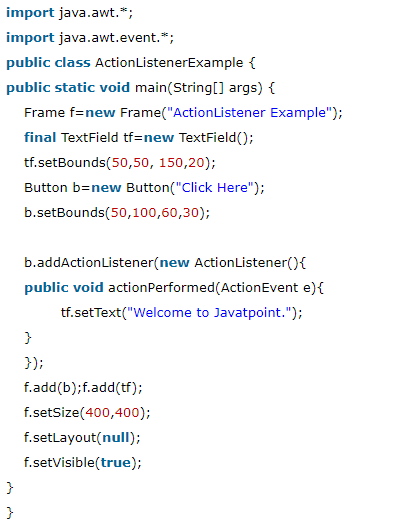 import java.awt.*;
import java.awt.event.*;
public class ActionListenerExample {
public static void main(String[] args) {
Frame f=new Frame("ActionListener Example");
final TextField tf=new TextField();
tf.setBounds(50,50, 150,20);
Button b=new Button("Click Here");
b.setBounds(50,100,60,30);
b.addActionListener(new ActionListener(){
public void actionPerformed(ActionEvent e){
tf.setText("Welcome to Javatpoint.");
}
});
f.add(b);f.add(tf);
f.setSize(400,400);
f.setLayout(null);
f.setVisible(true);
}
}